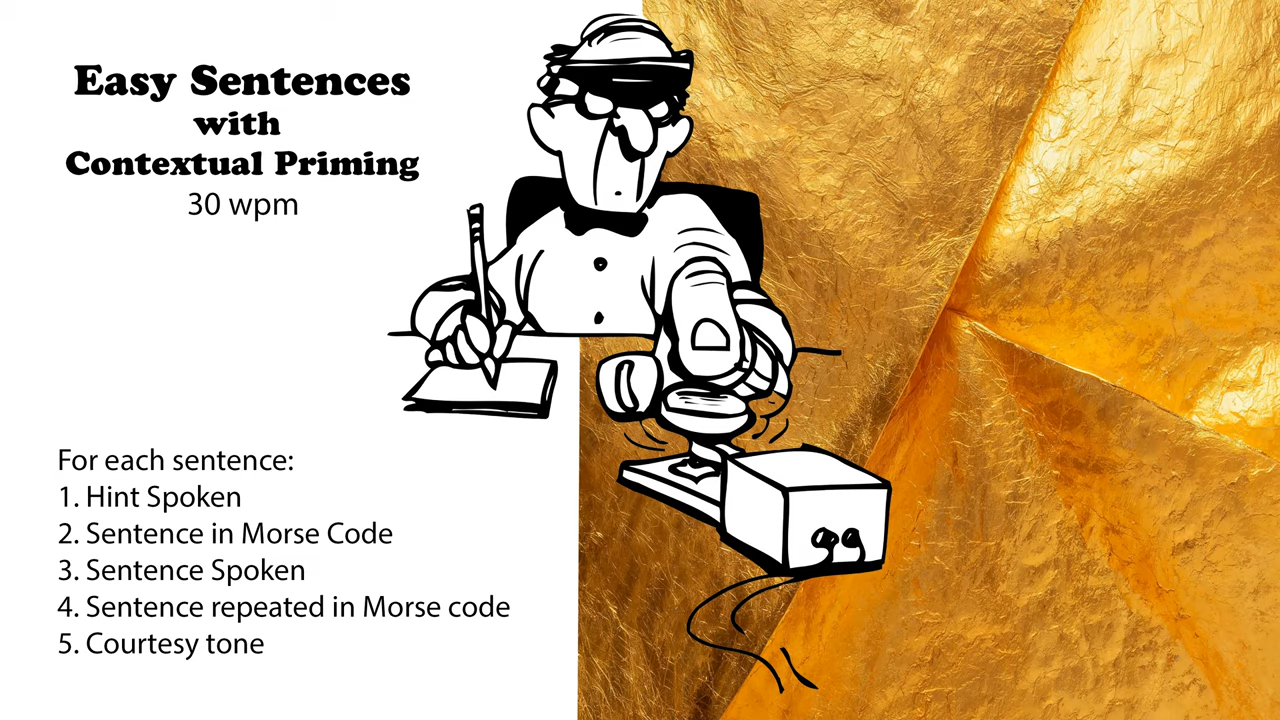 Easy Sentences
with
Contextual Priming
30 wpm
For each sentence:
1. Hint Spoken
2. Sentence in Morse Code
3. Sentence Spoken
4. Sentence repeated in Morse code
5. Courtesy tone